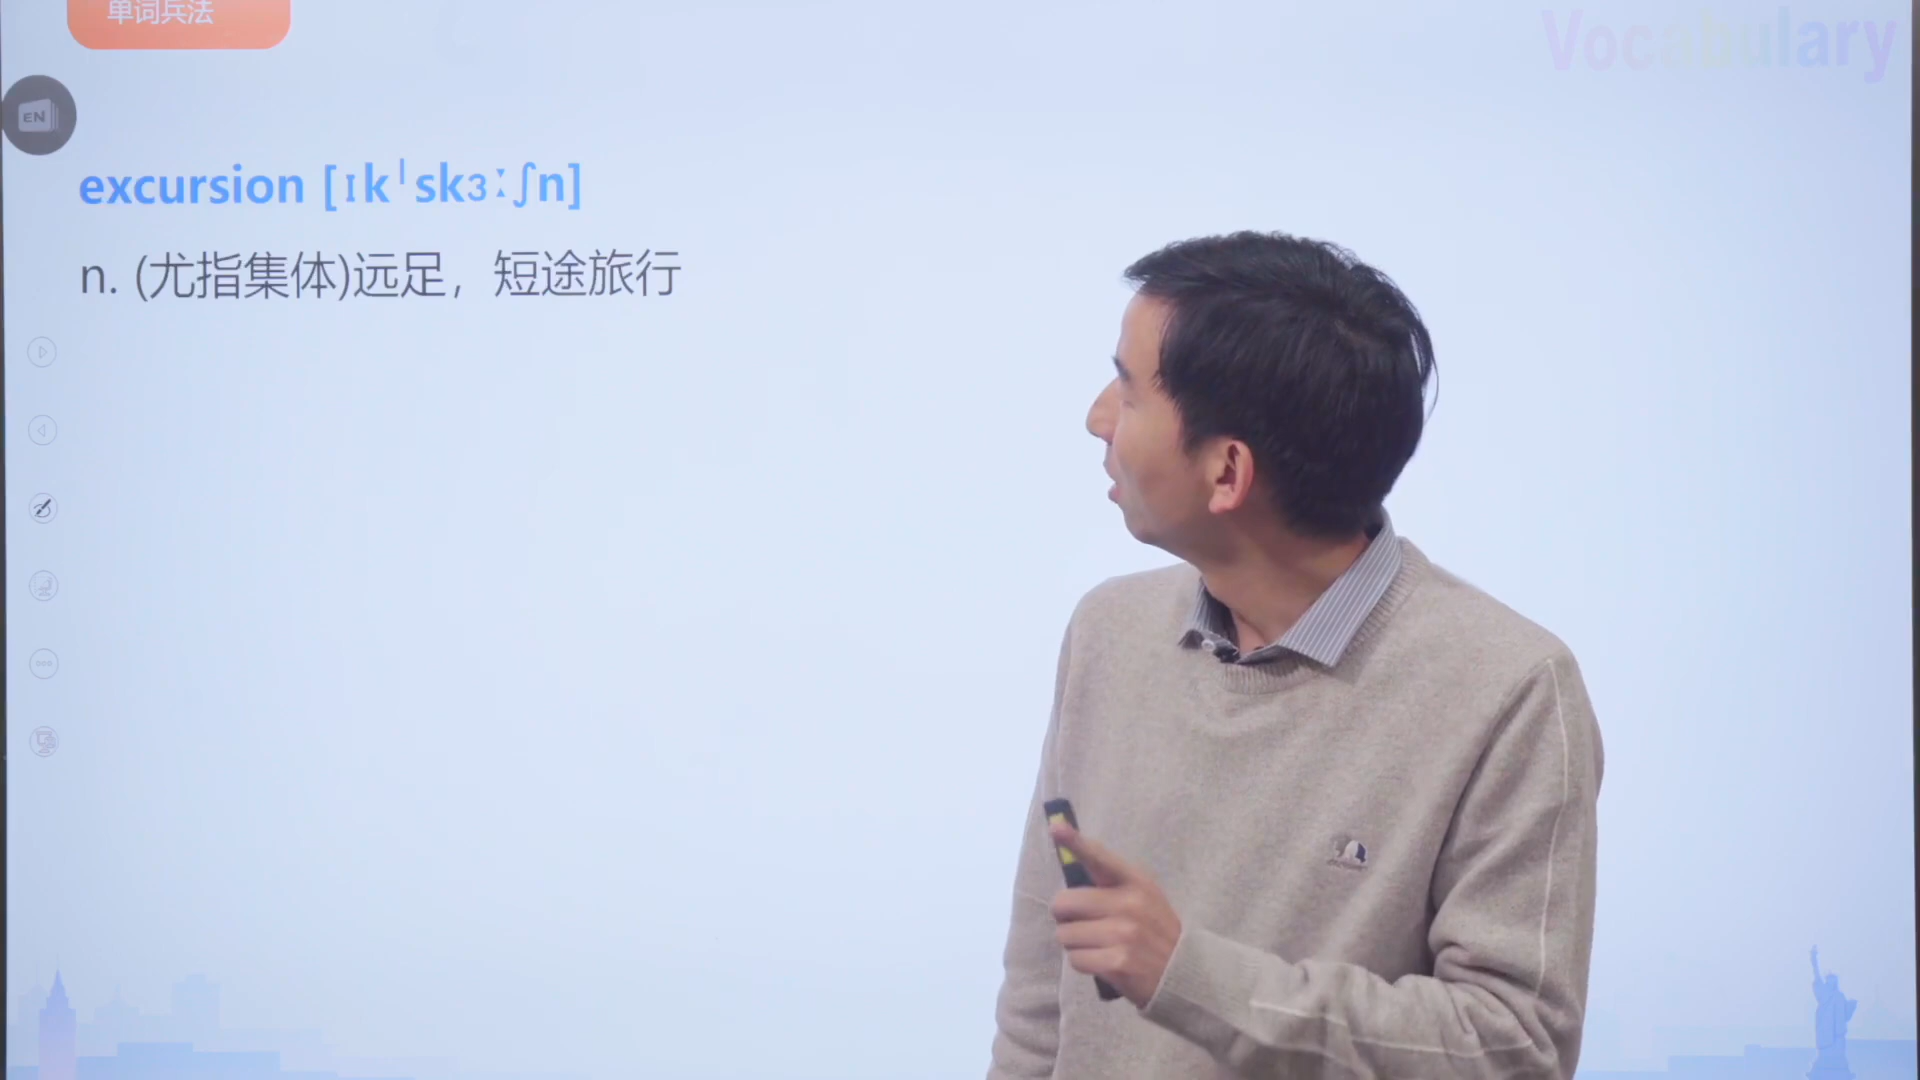 单词兵法
Vocabulary
EN
excursion [ɪkˈskɜːʃn]
n. (尤指集体)远足，短途旅行